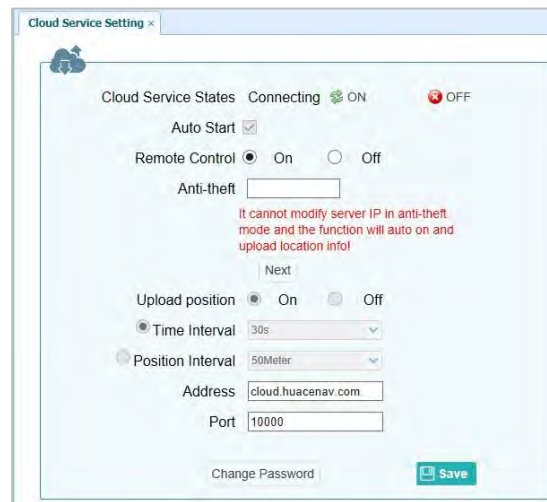 Cloud Service Setting ×
Cloud Service States Connecting ON OFF
Auto Start
Remote Control On Off
Anti-theft
It cannot modify server IP in anti-theft
mode and the function will auto on and
upload location info!
Next
Upload position On Off
Time Interval 30s
Position Interval 50Meter
Address cloud.huacenav.com
Port 10000
Change Password Save